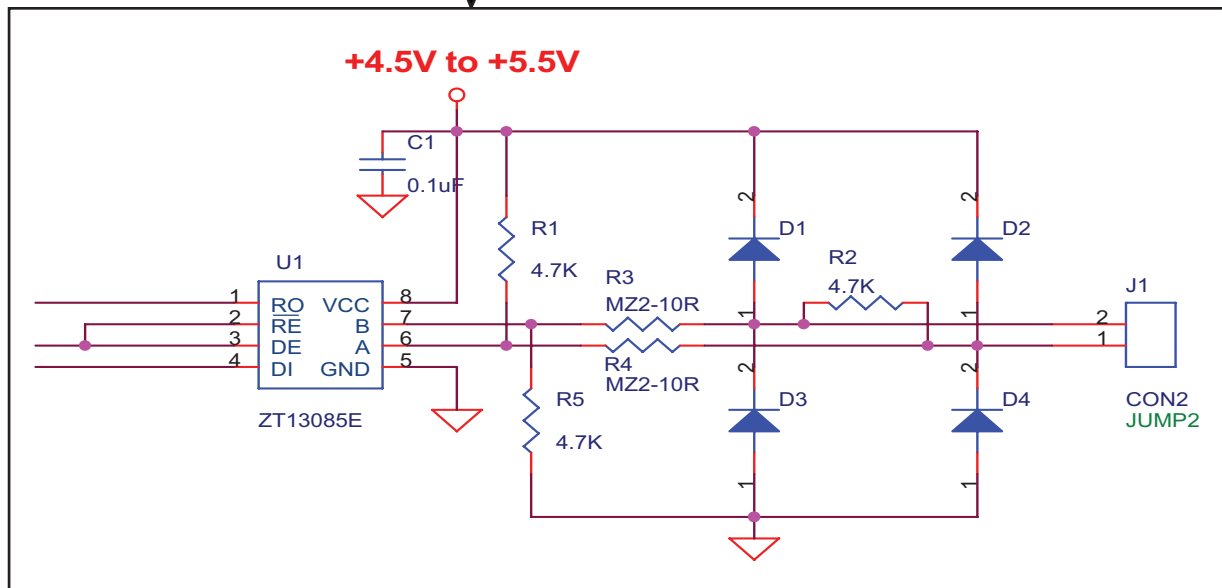 +4.5V to +5.5V
C1
0.1uF
R1
4.7K
2
D1
2
D2
R2
4.7K
U1
R3
MZ2-10R
J1
1 RO VCC 8
2 RE B 7
3 DE A 6
4 DI GND 5
1
1
2
1
R4
MZ2-10R
2
2
R5
4.7K
D3
D4
CON2
JUMP2
ZT13085E
1
1